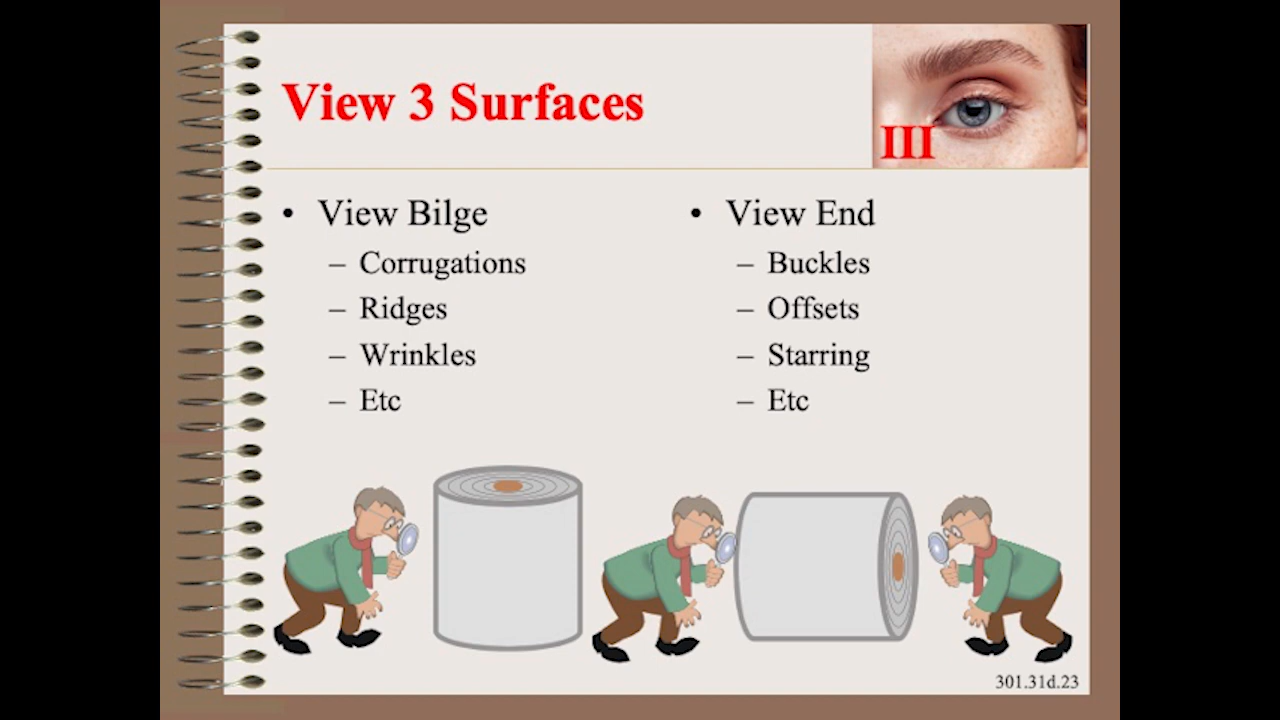 View 3 Surfaces
III
• View Bilge
– Corrugations
– Ridges
– Wrinkles
– Etc
• View End
– Buckles
– Offsets
– Starring
– Etc
301.31d.23